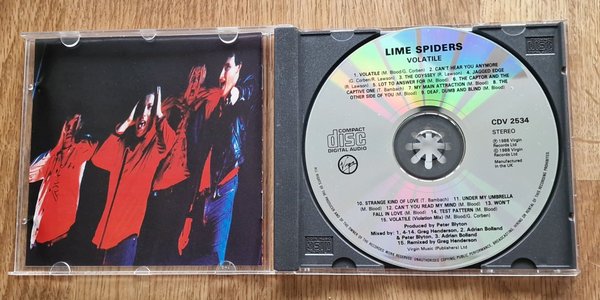 LIME SPIDERS
VOLATILE
1. VOLATILE (M. Blood/G. Corben) 2. CAN'T HEAR YOU ANYMORE
(G. Corben/R. Lawson) 3. THE ODYSSEY (R. Lawson) 4. JAGGED EDGE
(R. Lawson) 5. LOT TO ANSWER FOR (M. Blood) 6. THE CAPTOR AND THE
CAPTIVE ONE (T. Bambach) 7. MY MAIN ATTRACTION (M. Blood) 8. THE
OTHER SIDE OF YOU (M. Blood) 9. DEAF, DUMB AND BLIND (M. Blood)
COMPACT
disc
DIGITAL AUDIO
Virgin
CDV 2534
STEREO
℗ 1988 Virgin
Records Ltd
© 1988 Virgin
Records Ltd
Manufactured
in the UK
10. STRANGE KIND OF LOVE (T. Bambach) 11. UNDER MY UMBRELLA
(M. Blood) 12. CAN'T YOU READ MY MIND (M. Blood) 13. WON'T
FALL IN LOVE (M. Blood) 14. TEST PATTERN (M. Blood)
15. VOLATILE (Violation Mix) (M. Blood/G. Corben)
Produced by Peter Blyton
Mixed by: 1, 4-14, Greg Henderson, 2. Adrian Bolland
& Peter Blyton, 3. Adrian Bolland
15. Remixed by Greg Henderson
Virgin Music (Publishers) Ltd